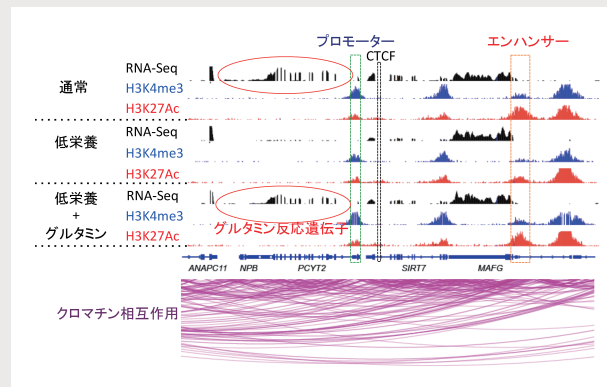 プロモーター
エンハンサー
CTCF
通常
RNA-Seq
H3K4me3
H3K27Ac
低栄養
RNA-Seq
H3K4me3
H3K27Ac
低栄養
+
グルタミン
RNA-Seq
H3K4me3
H3K27Ac
グルタミン反応遺伝子
ANAPC11 NPB PCYT2 SIRT7 MAFG
クロマチン相互作用